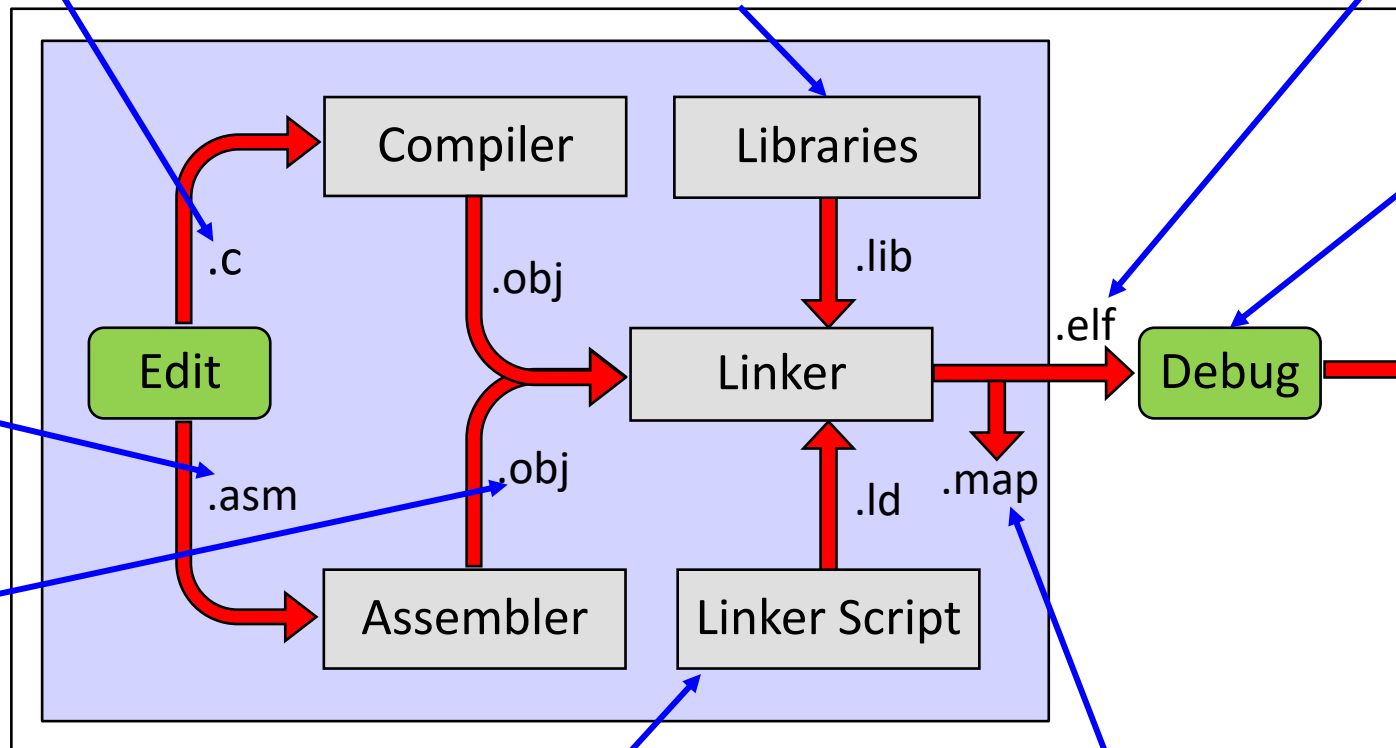 Compiler
Libraries
.c
.obj
.lib
.elf
Edit
Linker
Debug
.asm
.obj
.ld
.map
Assembler
Linker Script